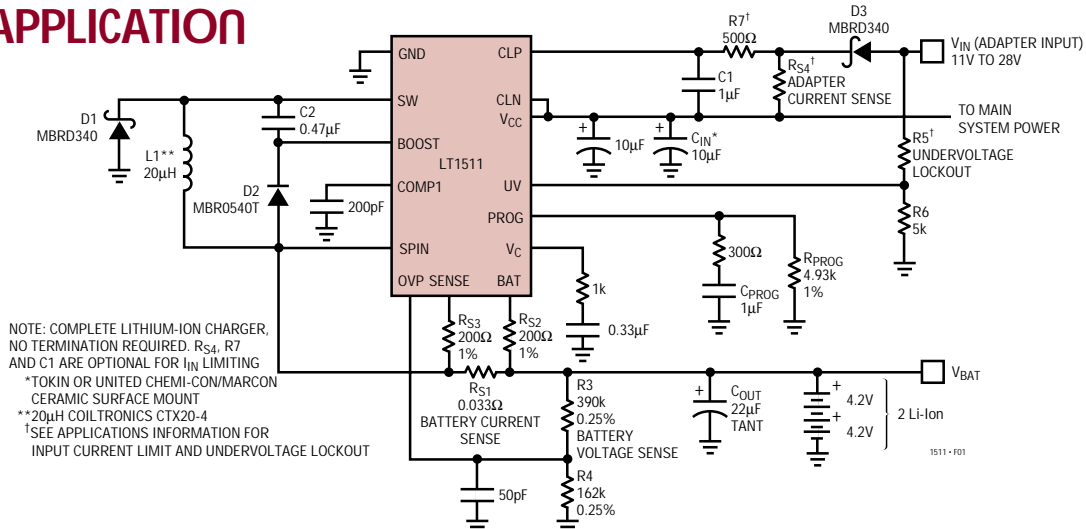 APPLICATION
GND
SW
BOOST
COMP1
SPIN
OVP SENSE
LT1511
CLP
CLN
VCC
UV
PROG
VC
BAT
D1
MBRD340
L1**
20µH
C2
0.47µF
D2
MBR0540T
200pF
R7†
500Ω
C1
1µF
RS4†
ADAPTER
CURRENT SENSE
D3
MBRD340
VIN (ADAPTER INPUT)
11V TO 28V
TO MAIN
SYSTEM POWER
+
10µF
+
CIN*
10µF
R5†
UNDERVOLTAGE
LOCKOUT
R6
5k
300Ω
CPROG
1µF
RPROG
4.93k
1%
1k
0.33µF
RS3
200Ω
1%
RS2
200Ω
1%
RS1
0.033Ω
BATTERY CURRENT
SENSE
R3
390k
0.25%
BATTERY
VOLTAGE SENSE
R4
162k
0.25%
50pF
+
COUT
22µF
TANT
+
4.2V
+
4.2V
2 Li-Ion
VBAT
NOTE: COMPLETE LITHIUM-ION CHARGER,
NO TERMINATION REQUIRED. RS4, R7
AND C1 ARE OPTIONAL FOR IIN LIMITING
*TOKIN OR UNITED CHEMI-CON/MARCON
CERAMIC SURFACE MOUNT
**20µH COILTRONICS CTX20-4
†SEE APPLICATIONS INFORMATION FOR
INPUT CURRENT LIMIT AND UNDERVOLTAGE LOCKOUT
1511 • F01